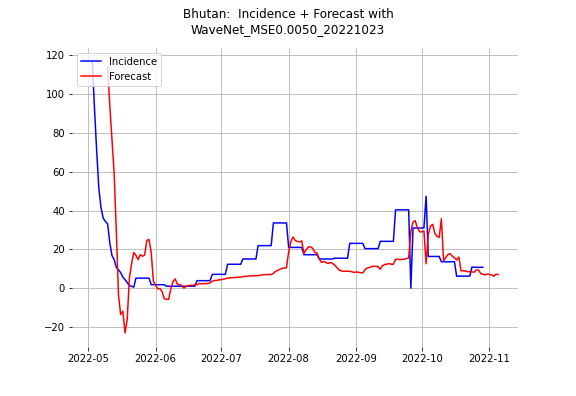 Bhutan:  Incidence + Forecast with
WaveNet_MSE0.0050_20221023
Incidence
Forecast
120
100
80
60
40
20
0
−20
2022-05 2022-06 2022-07 2022-08 2022-09 2022-10 2022-11